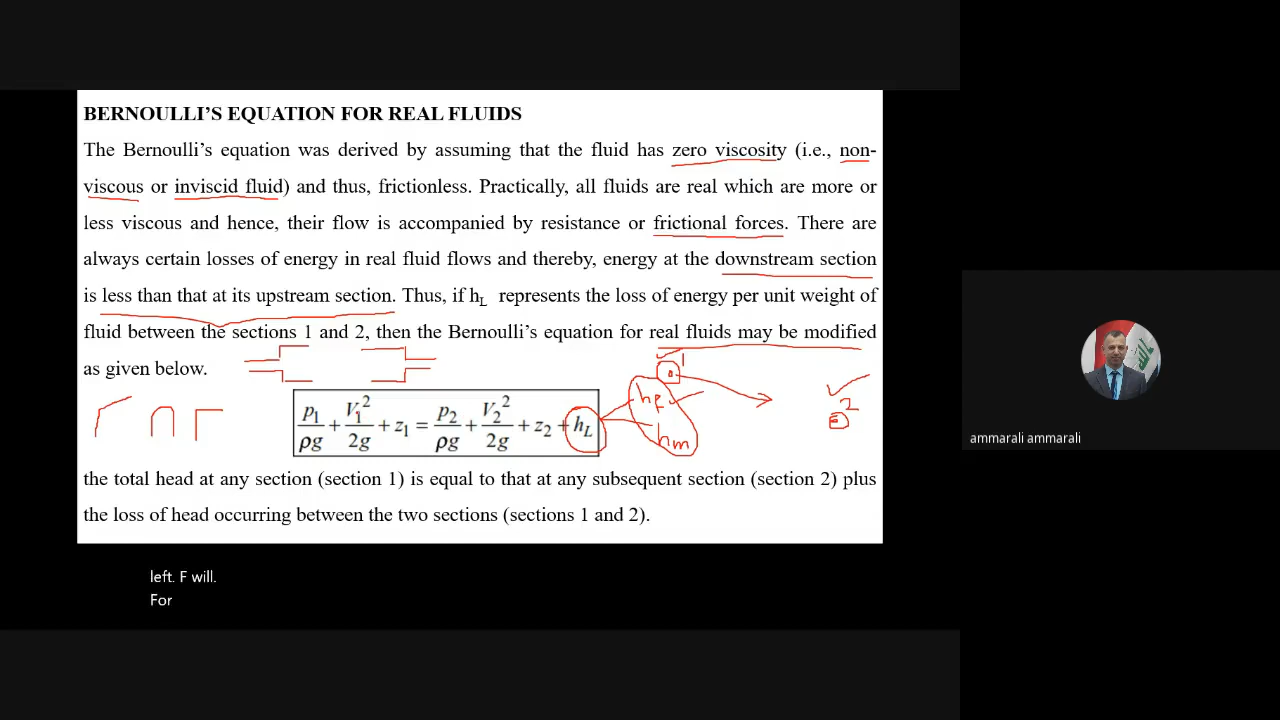 BERNOULLI’S EQUATION FOR REAL FLUIDS
The Bernoulli’s equation was derived by assuming that the fluid has zero viscosity (i.e., non-
viscous or inviscid fluid) and thus, frictionless. Practically, all fluids are real which are more or
less viscous and hence, their flow is accompanied by resistance or frictional forces. There are
always certain losses of energy in real fluid flows and thereby, energy at the downstream section
is less than that at its upstream section. Thus, if h_L represents the loss of energy per unit weight of
fluid between the sections 1 and 2, then the Bernoulli’s equation for real fluids may be modified
as given below.
p₁/ρg + V₁²/2g + z₁ = p₂/ρg + V₂²/2g + z₂ + h_L
1
hf
hm
2
the total head at any section (section 1) is equal to that at any subsequent section (section 2) plus
the loss of head occurring between the two sections (sections 1 and 2).
ammarali ammarali
left. F will.
For